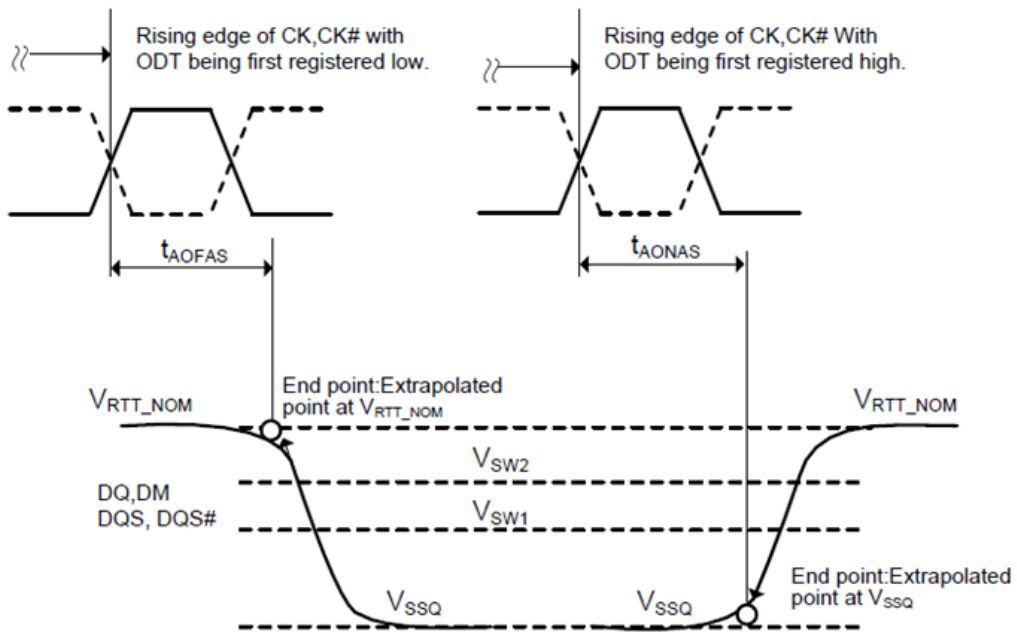 Rising edge of CK,CK# with
ODT being first registered low.
Rising edge of CK,CK# With
ODT being first registered high.
tAOFAS
tAONAS
End point:Extrapolated
point at VRTT_NOM
VRTT_NOM
VRTT_NOM
VSW2
DQ,DM
DQS, DQS#
VSW1
End point:Extrapolated
point at VSSQ
VSSQ
VSSQ